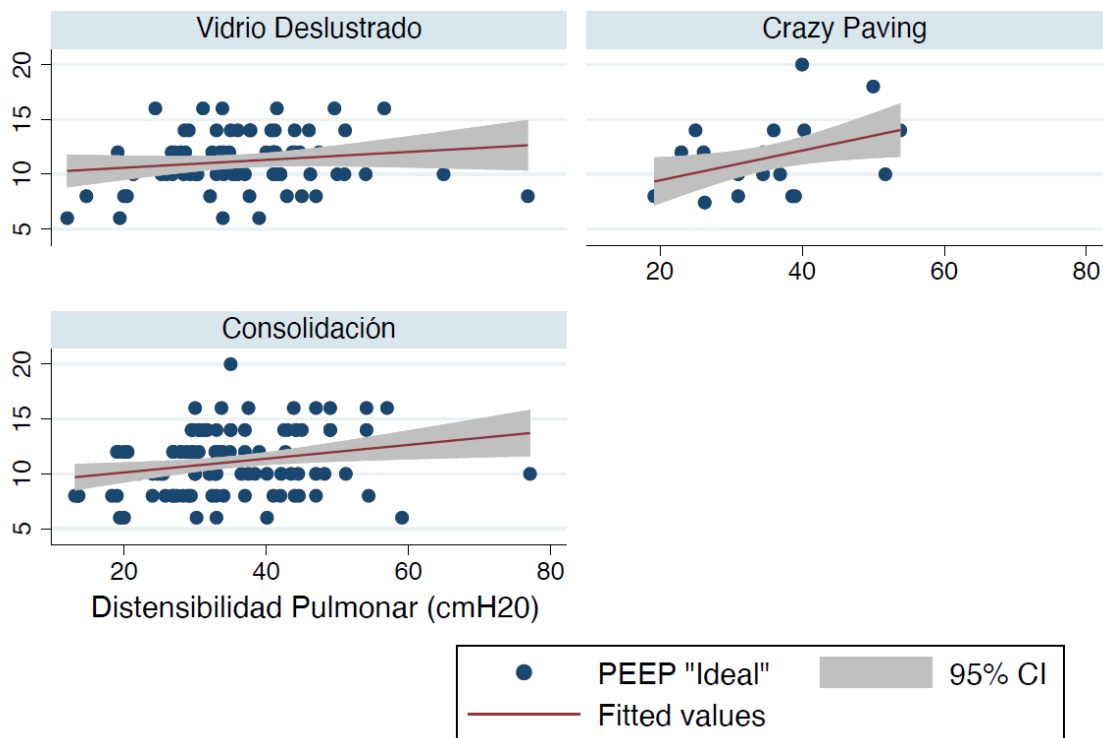 Vidrio Deslustrado
Crazy Paving
20
15
10
5
20 40 60 80
Consolidación
20
15
10
5
20 40 60 80
Distensibilidad Pulmonar (cmH20)
PEEP "Ideal" 95% CI
Fitted values